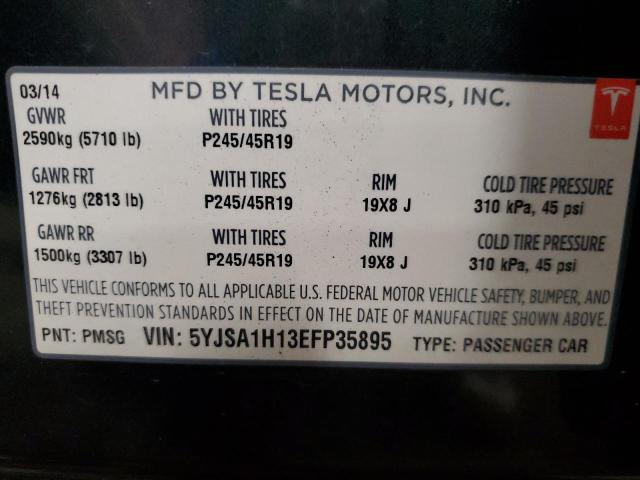 03/14 MFD BY TESLA MOTORS, INC.
GVWR WITH TIRES
2590kg (5710 lb) P245/45R19
TESLA
GAWR FRT WITH TIRES RIM COLD TIRE PRESSURE
1276kg (2813 lb) P245/45R19 19X8 J 310 kPa, 45 psi
GAWR RR WITH TIRES RIM COLD TIRE PRESSURE
1500kg (3307 lb) P245/45R19 19X8 J 310 kPa, 45 psi
THIS VEHICLE CONFORMS TO ALL APPLICABLE U.S. FEDERAL MOTOR VEHICLE SAFETY, BUMPER, AND
THEFT PREVENTION STANDARDS IN EFFECT ON THE DATE OF MANUFACTURE SHOWN ABOVE.
PNT: PMSG VIN: 5YJSA1H13EFP35895 TYPE: PASSENGER CAR